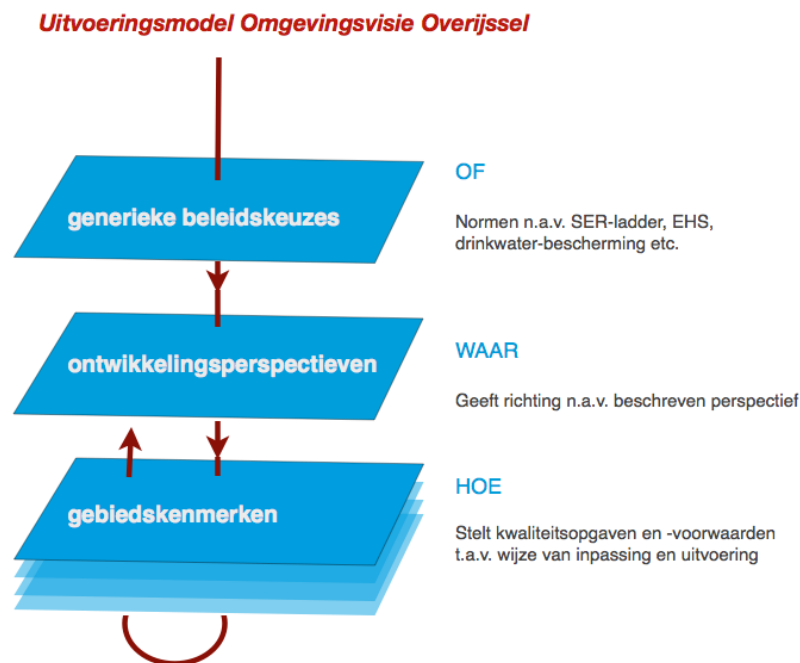 Uitvoeringsmodel Omgevingsvisie Overijssel
generieke beleidskeuzes
OF
Normen n.a.v. SER-ladder, EHS,
drinkwater-bescherming etc.
ontwikkelingsperspectieven
WAAR
Geeft richting n.a.v. beschreven perspectief
gebiedskenmerken
HOE
Stelt kwaliteitsopgaven en -voorwaarden
t.a.v. wijze van inpassing en uitvoering